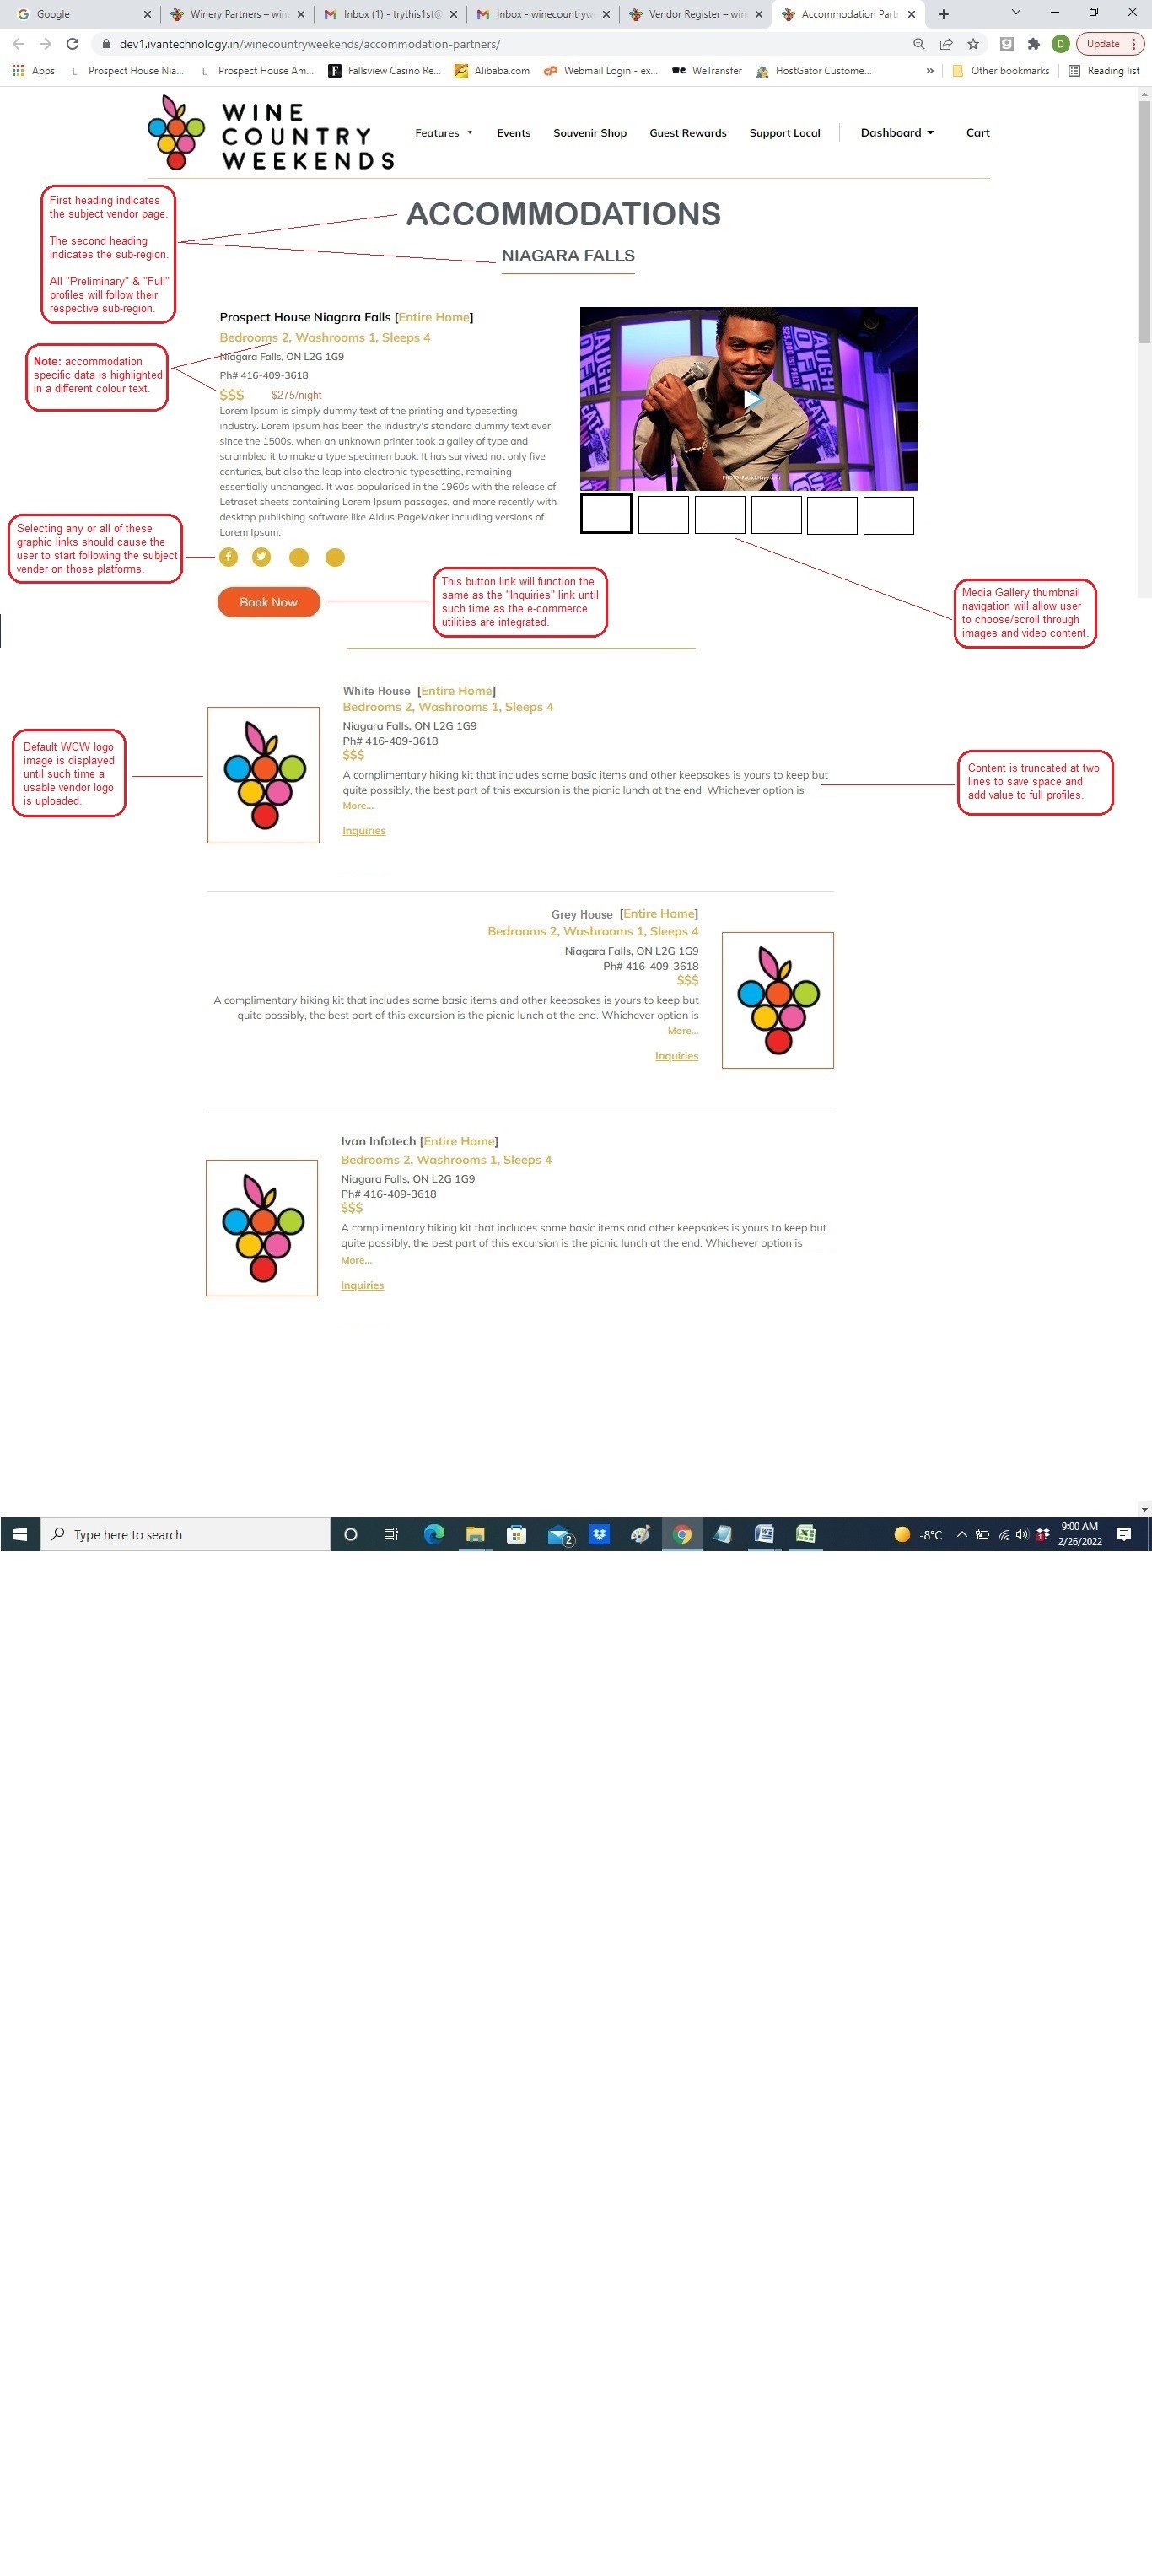 Google
Winery Partners – win
Inbox (1) - trythis1st@
Inbox - winecountryw
Vendor Register – win
Accommodation Part
dev1.ivantechnology.in/winecountryweekends/accommodation-partners/
D
Update
Apps
Prospect House Nia...
Prospect House Am...
Fallsview Casino Re...
Alibaba.com
Webmail Login - ex...
WeTransfer
HostGator Custome...
»
Other bookmarks
Reading list
WINE
COUNTRY
WEEKENDS
Features
Events
Souvenir Shop
Guest Rewards
Support Local
Dashboard
Cart
First heading indicates
the subject vendor page.
The second heading
indicates the sub-region.
All "Preliminary" & "Full"
profiles will follow their
respective sub-region.
ACCOMMODATIONS
NIAGARA FALLS
Prospect House Niagara Falls [Entire Home]
Bedrooms 2, Washrooms 1, Sleeps 4
Niagara Falls, ON L2G 1G9
Ph# 416-409-3618
$$$ $275/night
Lorem Ipsum is simply dummy text of the printing and typesetting
industry. Lorem Ipsum has been the industry's standard dummy text ever
since the 1500s, when an unknown printer took a galley of type and
scrambled it to make a type specimen book. It has survived not only five
centuries, but also the leap into electronic typesetting, remaining
essentially unchanged. It was popularised in the 1960s with the release of
Letraset sheets containing Lorem Ipsum passages, and more recently with
desktop publishing software like Aldus PageMaker including versions of
Lorem Ipsum.
Note: accommodation
specific data is highlighted
in a different colour text.
Selecting any or all of these
graphic links should cause the
user to start following the subject
vender on those platforms.
Book Now
This button link will function the
same as the "Inquiries" link until
such time as the e-commerce
utilities are integrated.
Media Gallery thumbnail
navigation will allow user
to choose/scroll through
images and video content.
White House [Entire Home]
Bedrooms 2, Washrooms 1, Sleeps 4
Niagara Falls, ON L2G 1G9
Ph# 416-409-3618
$$$
A complimentary hiking kit that includes some basic items and other keepsakes is yours to keep but
quite possibly, the best part of this excursion is the picnic lunch at the end. Whichever option is
More...
Inquiries
Default WCW logo
image is displayed
until such time a
usable vendor logo
is uploaded.
Content is truncated at two
lines to save space and
add value to full profiles.
Grey House [Entire Home]
Bedrooms 2, Washrooms 1, Sleeps 4
Niagara Falls, ON L2G 1G9
Ph# 416-409-3618
$$$
A complimentary hiking kit that includes some basic items and other keepsakes is yours to keep but
quite possibly, the best part of this excursion is the picnic lunch at the end. Whichever option is
More...
Inquiries
Ivan Infotech [Entire Home]
Bedrooms 2, Washrooms 1, Sleeps 4
Niagara Falls, ON L2G 1G9
Ph# 416-409-3618
$$$
A complimentary hiking kit that includes some basic items and other keepsakes is yours to keep but
quite possibly, the best part of this excursion is the picnic lunch at the end. Whichever option is
More...
Inquiries
Type here to search
2
-8°C
9:00 AM
2/26/2022